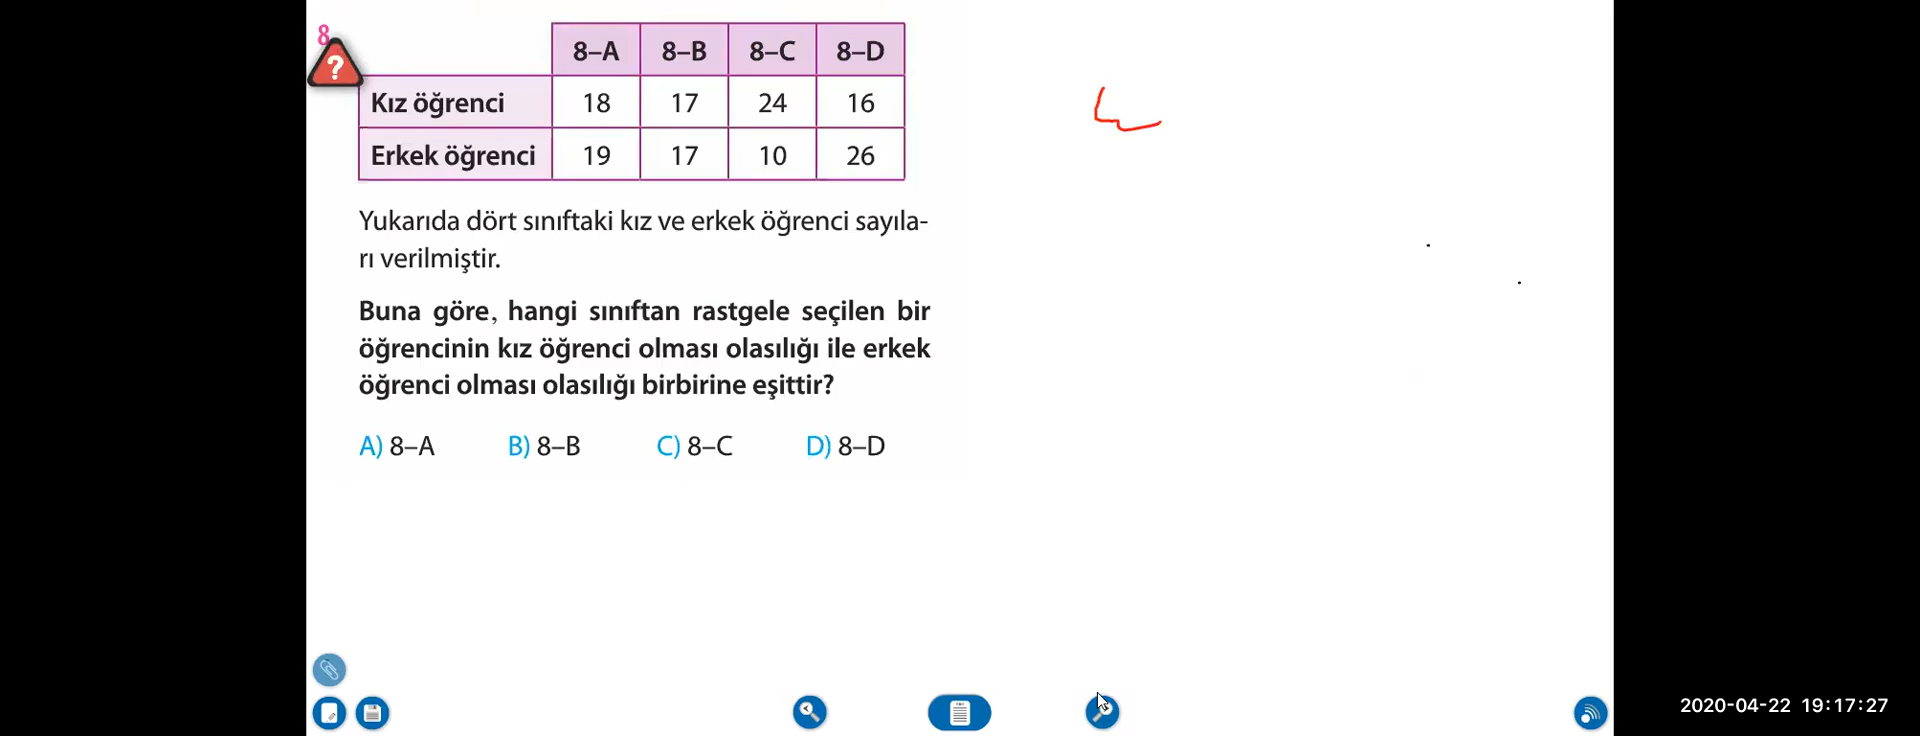 8
?
8–A 8–B 8–C 8–D
Kız öğrenci 18 17 24 16
Erkek öğrenci 19 17 10 26
Yukarıda dört sınıftaki kız ve erkek öğrenci sayıla-
rı verilmiştir.
Buna göre, hangi sınıftan rastgele seçilen bir
öğrencinin kız öğrenci olması olasılığı ile erkek
öğrenci olması olasılığı birbirine eşittir?
A) 8–A B) 8–B C) 8–C D) 8–D
2020-04-22 19:17:27